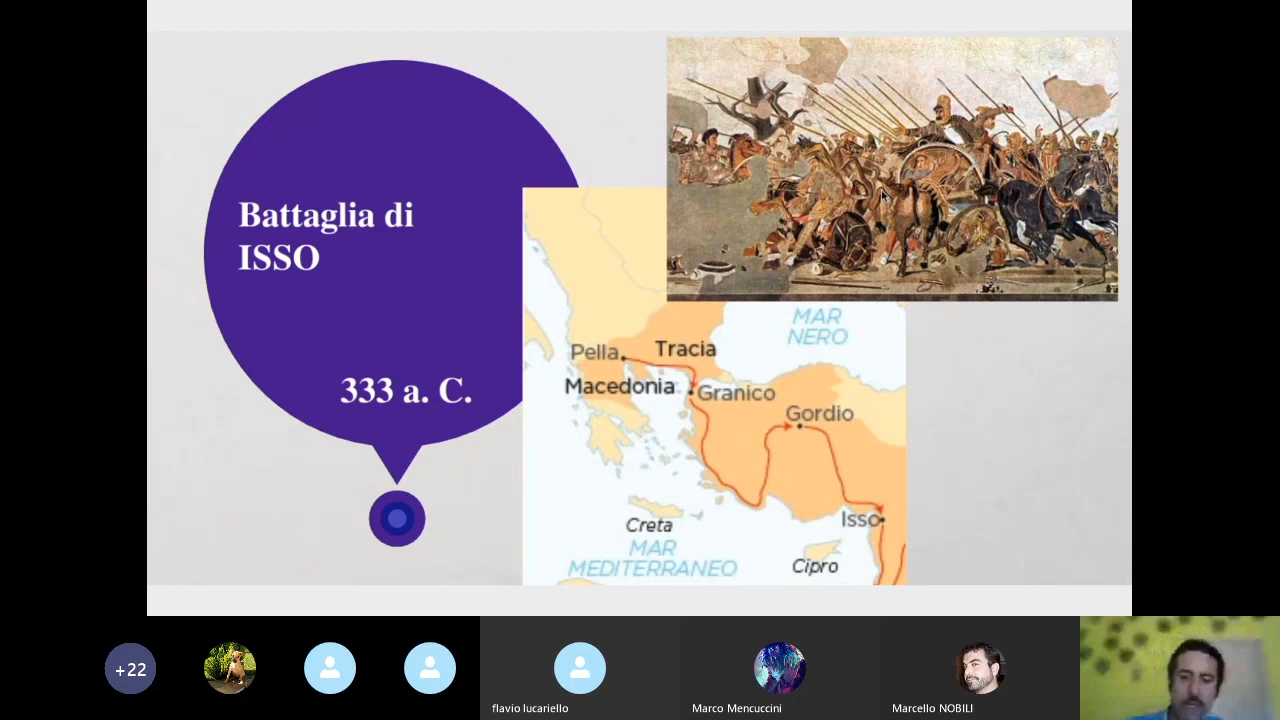 Battaglia di
ISSO
333 a. C.
MAR
NERO
Pella
Tracia
Macedonia
Granico
Gordio
Isso
Creta
MAR
MEDITERRANEO
Cipro
+22
flavio lucariello
Marco Mencuccini
Marcello NOBILI